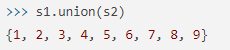 >>> s1.union(s2)
{1, 2, 3, 4, 5, 6, 7, 8, 9}